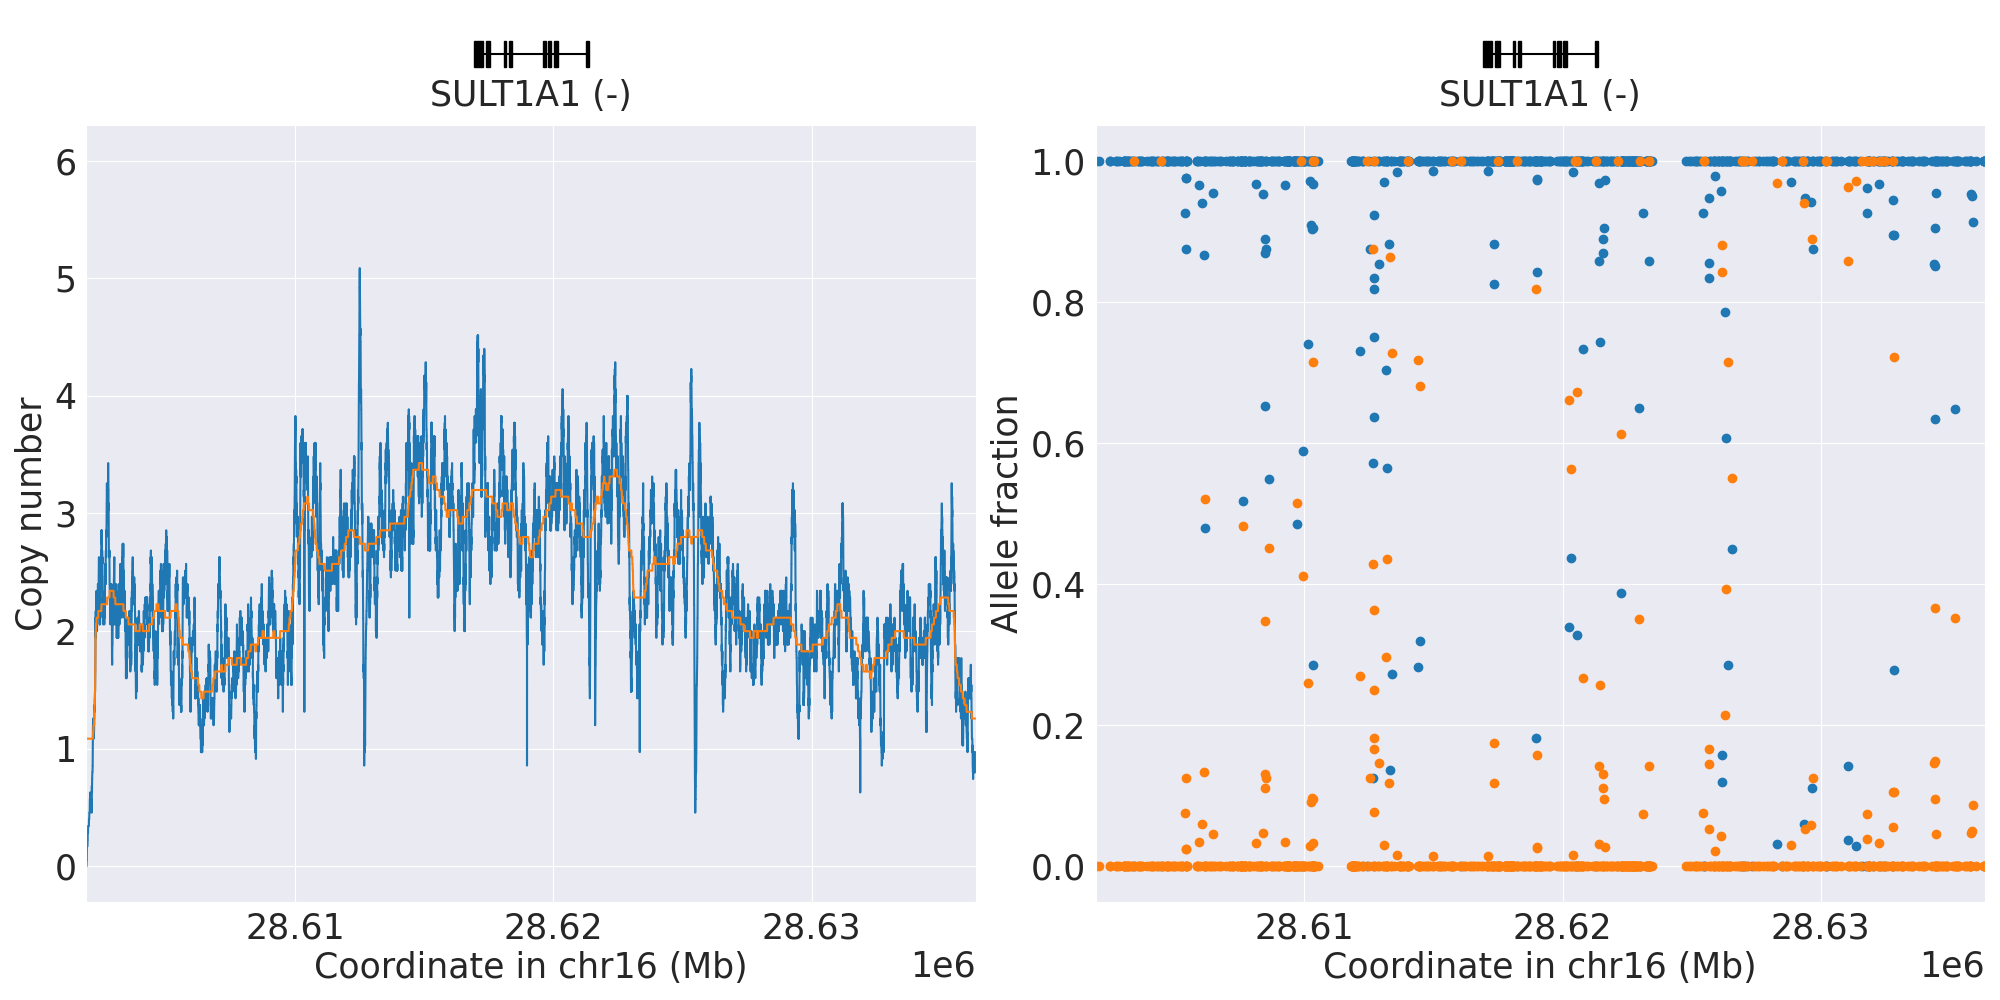 SULT1A1 (-)
6
5
4
3
2
1
0
Copy number
28.61
28.62
28.63
Coordinate in chr16 (Mb)
1e6
SULT1A1 (-)
1.0
0.8
0.6
0.4
0.2
0.0
Allele fraction
28.61
28.62
28.63
Coordinate in chr16 (Mb)
1e6